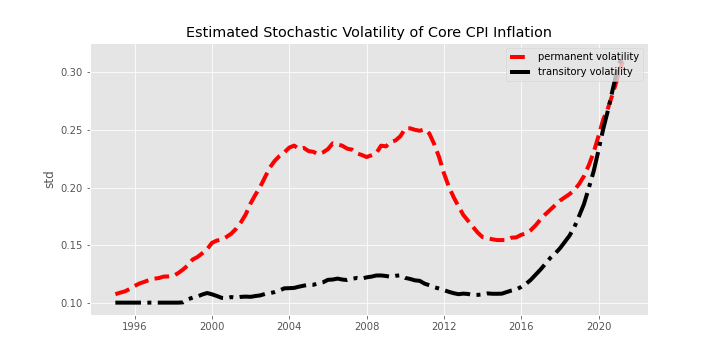 Estimated Stochastic Volatility of Core CPI Inflation
permanent volatility
transitory volatility
std
0.30
0.25
0.20
0.15
0.10
1996 2000 2004 2008 2012 2016 2020